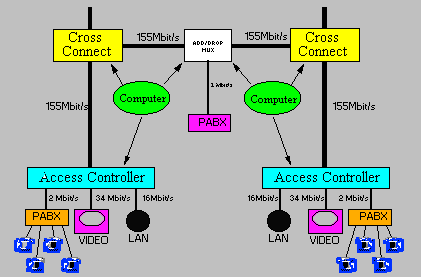 Cross
Connect
155Mbit/s
ADD/DROP
MUX
155Mbit/s
Cross
Connect
155Mbit/s
Computer
2 Mbit/s
Computer
155Mbit/s
PABX
Access Controller
Access Controller
2 Mbit/s
34 Mbit/s
16Mbit/s
16Mbit/s
34 Mbit/s
2 Mbit/s
PABX
VIDEO
LAN
LAN
VIDEO
PABX